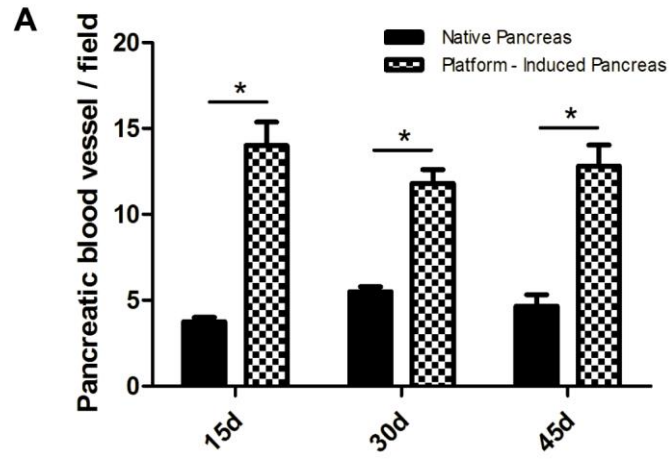 A
Pancreatic blood vessel / field
20
15
10
5
0
Native Pancreas
Platform - Induced Pancreas
*
*
*
15d
30d
45d